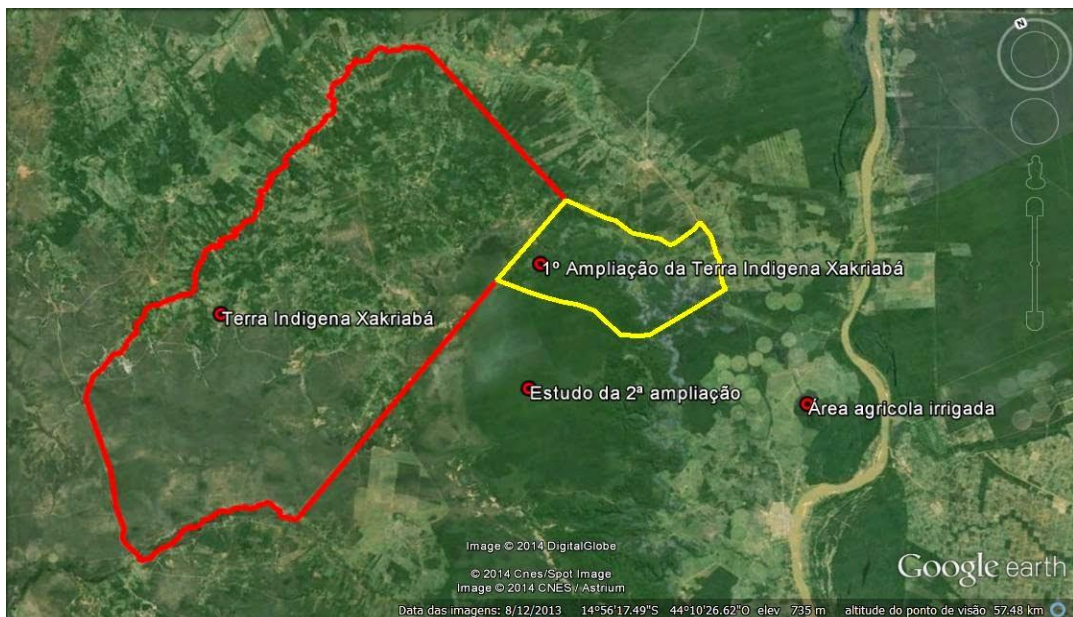 N
1º Ampliação da Terra Indigena Xakriabá
Terra Indigena Xakriabá
Estudo da 2ª ampliação
Área agrícola irrigada
Image © 2014 DigitalGlobe
© 2014 Cnes/Spot Image
Image © 2014 CNES / Astrium
Google earth
Data das imagens: 8/12/2013 14°56'17.49"S 44°10'26.62"O elev 735 m altitude do ponto de visão 57.48 km